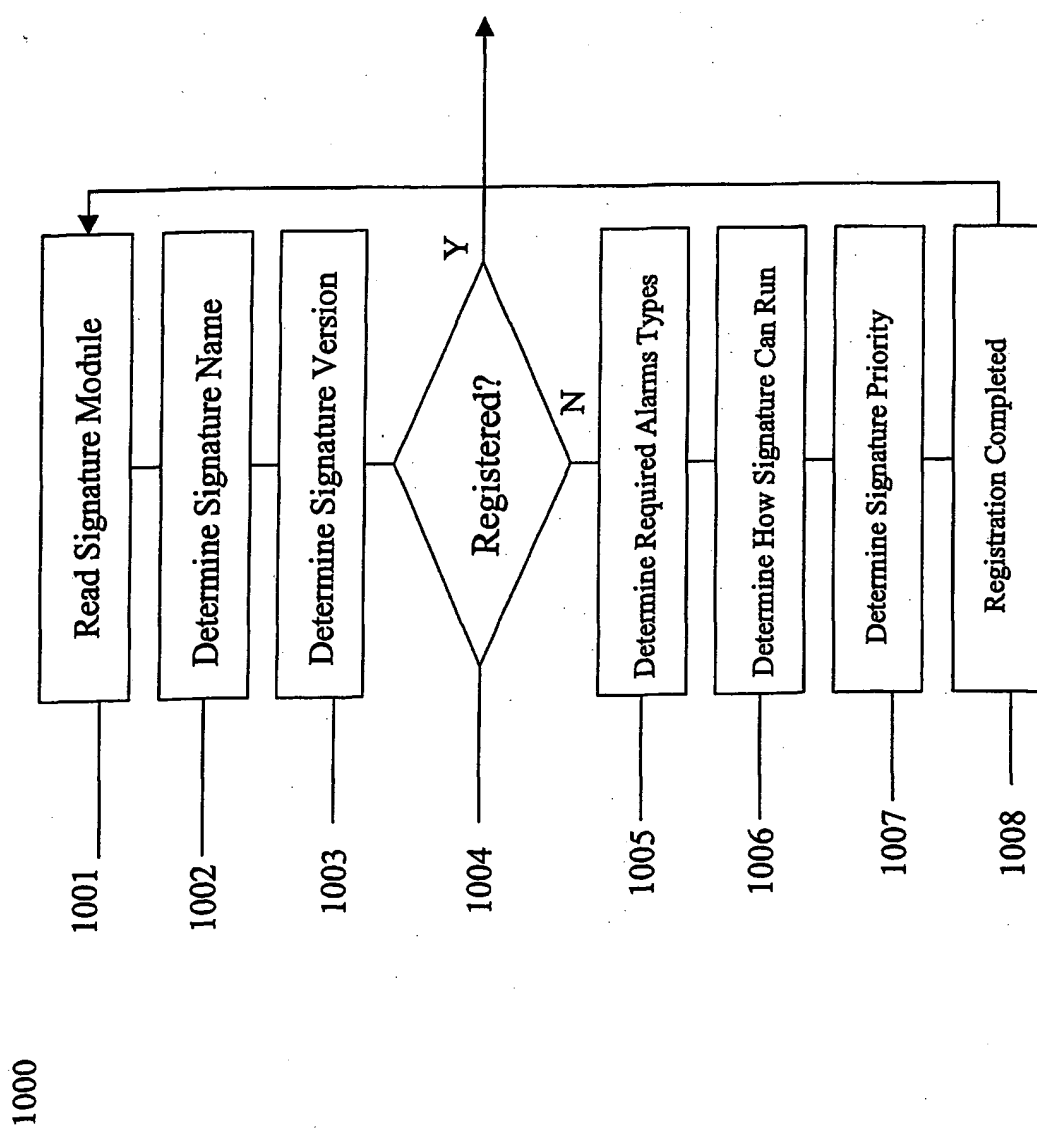 1000
1001
Read Signature Module
1002
Determine Signature Name
1003
Determine Signature Version
1004
Registered?
Y
N
1005
Determine Required Alarms Types
1006
Determine How Signature Can Run
1007
Determine Signature Priority
1008
Registration Completed